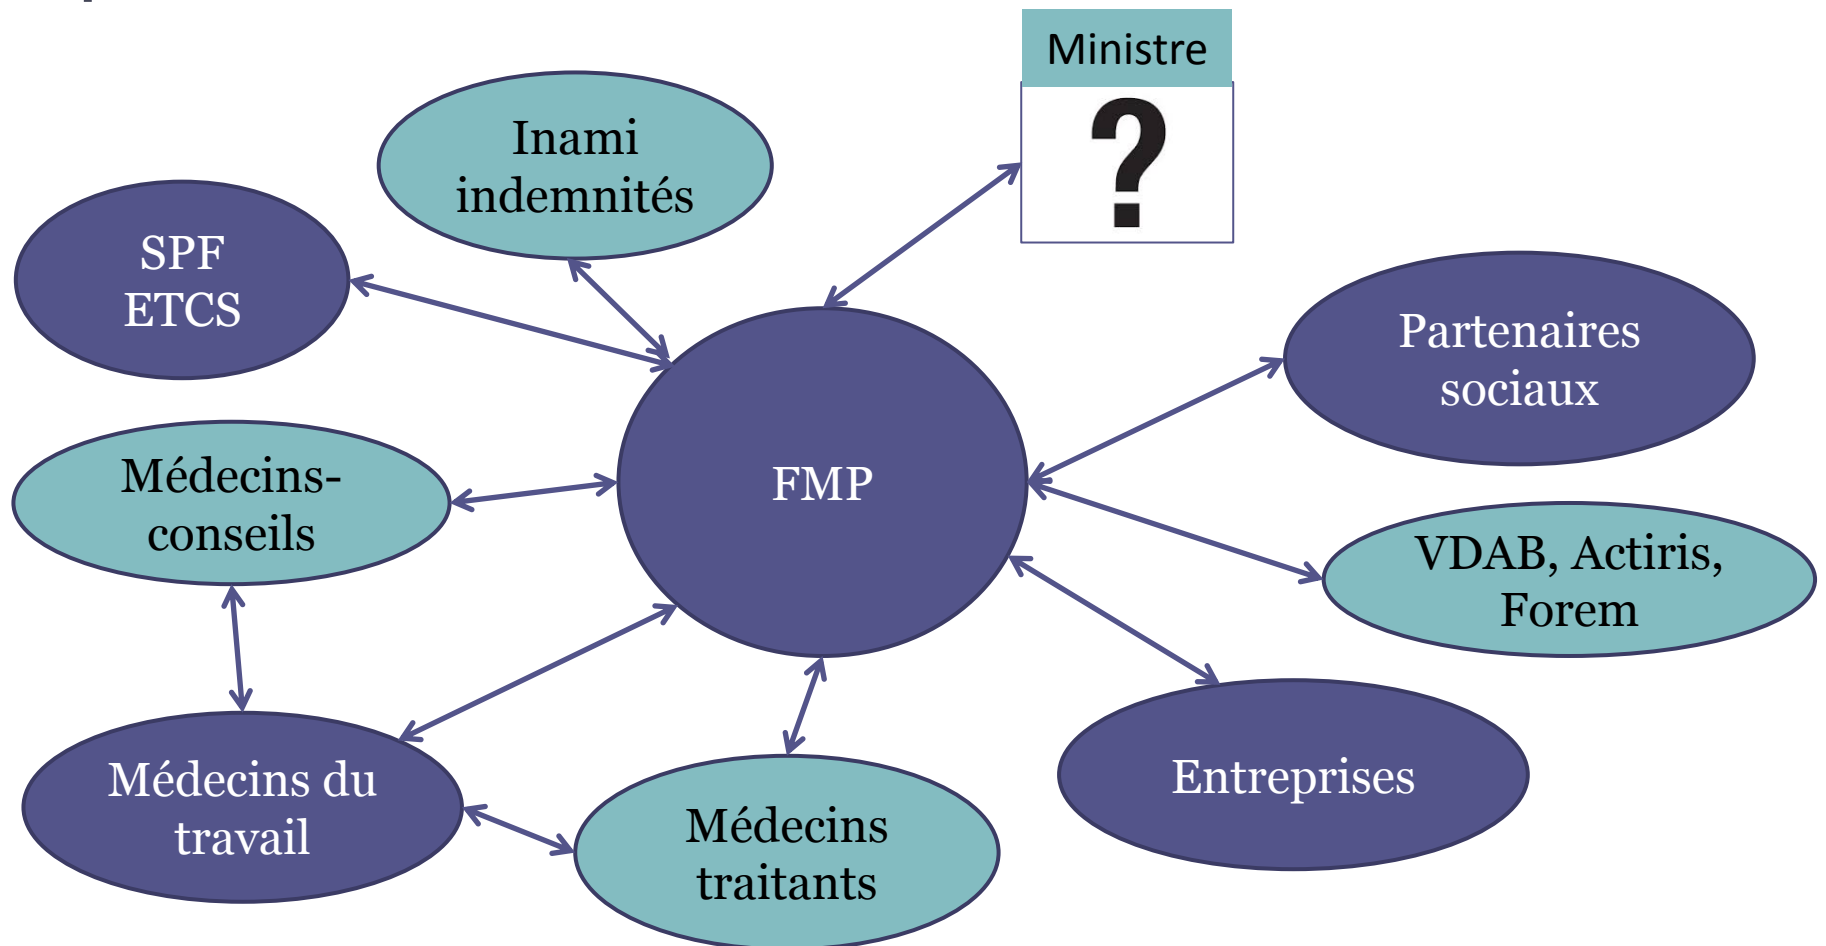 Ministre
?
Inami
indemnités
SPF
ETCS
Partenaires
sociaux
Médecins-
conseils
FMP
VDAB, Actiris,
Forem
Médecins du
travail
Médecins
traitants
Entreprises